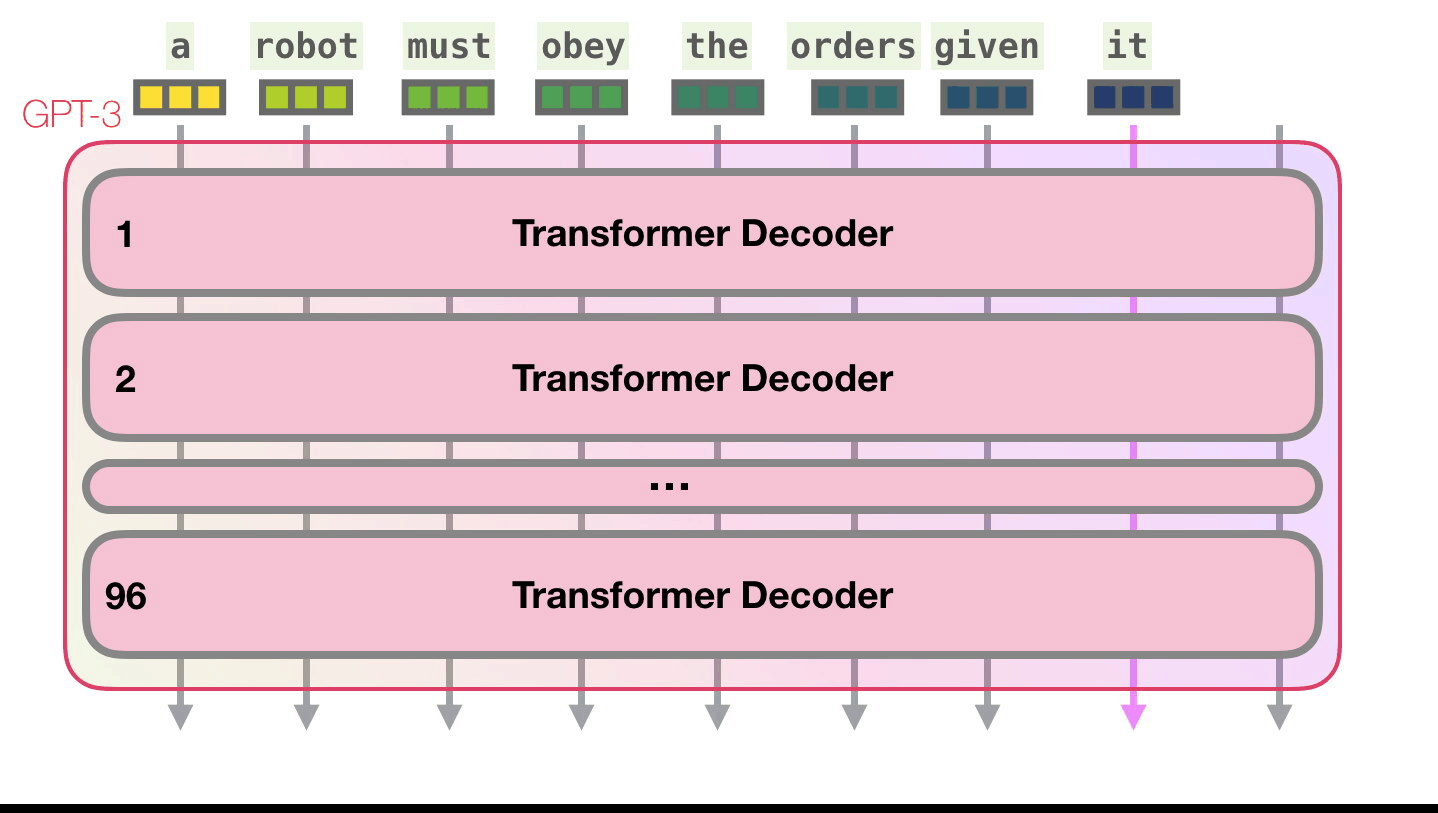 a robot must obey the orders given it
GPT-3
1 Transformer Decoder
2 Transformer Decoder
...
96 Transformer Decoder